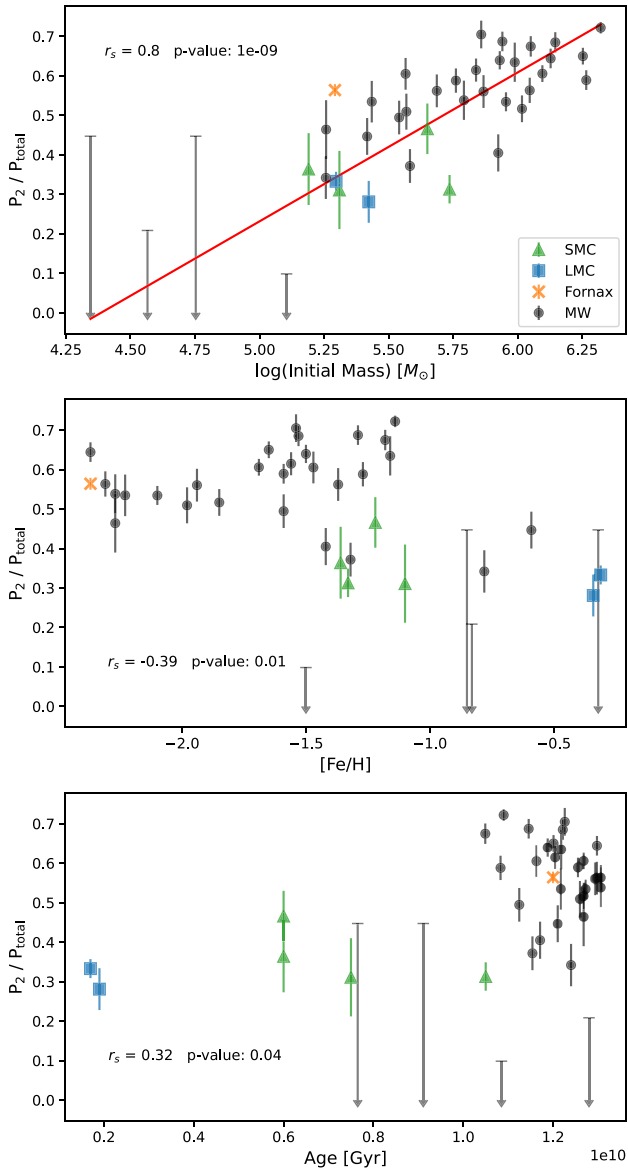 0.7
0.6
0.5
0.4
0.3
0.2
0.1
0.0
P₂ / P_total
r_s = 0.8 p-value: 1e-09
SMC
LMC
Fornax
MW
4.25 4.50 4.75 5.00 5.25 5.50 5.75 6.00 6.25
log(Initial Mass) [M_⊙]
0.7
0.6
0.5
0.4
0.3
0.2
0.1
0.0
P₂ / P_total
r_s = -0.39 p-value: 0.01
−2.0 −1.5 −1.0 −0.5
[Fe/H]
0.7
0.6
0.5
0.4
0.3
0.2
0.1
0.0
P₂ / P_total
r_s = 0.32 p-value: 0.04
0.2 0.4 0.6 0.8 1.0 1.2
1e10
Age [Gyr]